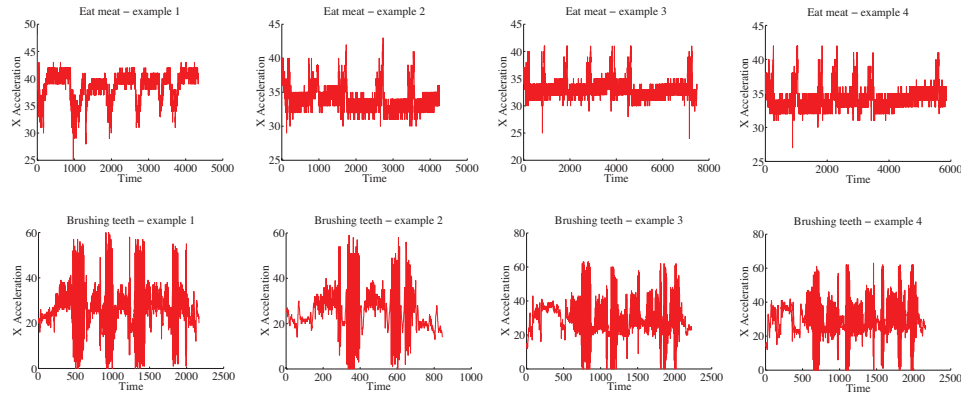 Eat meat − example 1
X Acceleration
50
45
40
35
30
25
0 1000 2000 3000 4000 5000
Time
Eat meat − example 2
X Acceleration
45
40
35
30
25
0 1000 2000 3000 4000 5000
Time
Eat meat − example 3
X Acceleration
45
40
35
30
25
20
0 2000 4000 6000 8000
Time
Eat meat − example 4
X Acceleration
45
40
35
30
25
0 2000 4000 6000
Time
Brushing teeth − example 1
X Acceleration
60
40
20
0
0 500 1000 1500 2000 2500
Time
Brushing teeth − example 2
X Acceleration
60
40
20
0
0 200 400 600 800 1000
Time
Brushing teeth − example 3
X Acceleration
80
60
40
20
0
0 500 1000 1500 2000 2500
Time
Brushing teeth − example 4
X Acceleration
80
60
40
20
0
0 500 1000 1500 2000 2500
Time